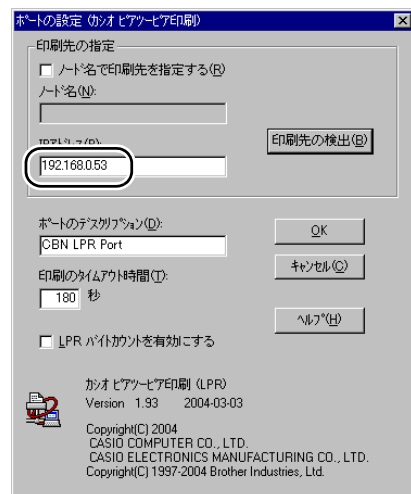 ポートの設定 (カシオ ピアツーピア印刷)
印刷先の指定
ノード名で印刷先を指定する(R)
ノード名(N):
192.168.0.53
印刷先の検出(B)
ポートのデスクリプション(D):
CBN LPR Port
OK
印刷のタイムアウト時間(T):
キャンセル(C)
180 秒
ヘルプ(H)
LPR バイトカウントを有効にする
カシオ ピアツーピア印刷 (LPR)
Version 1.93 2004-03-03
Copyright(C) 2004
CASIO COMPUTER CO., LTD.
CASIO ELECTRONICS MANUFACTURING CO., LTD.
Copyright(C) 1997-2004 Brother Industries, Ltd.